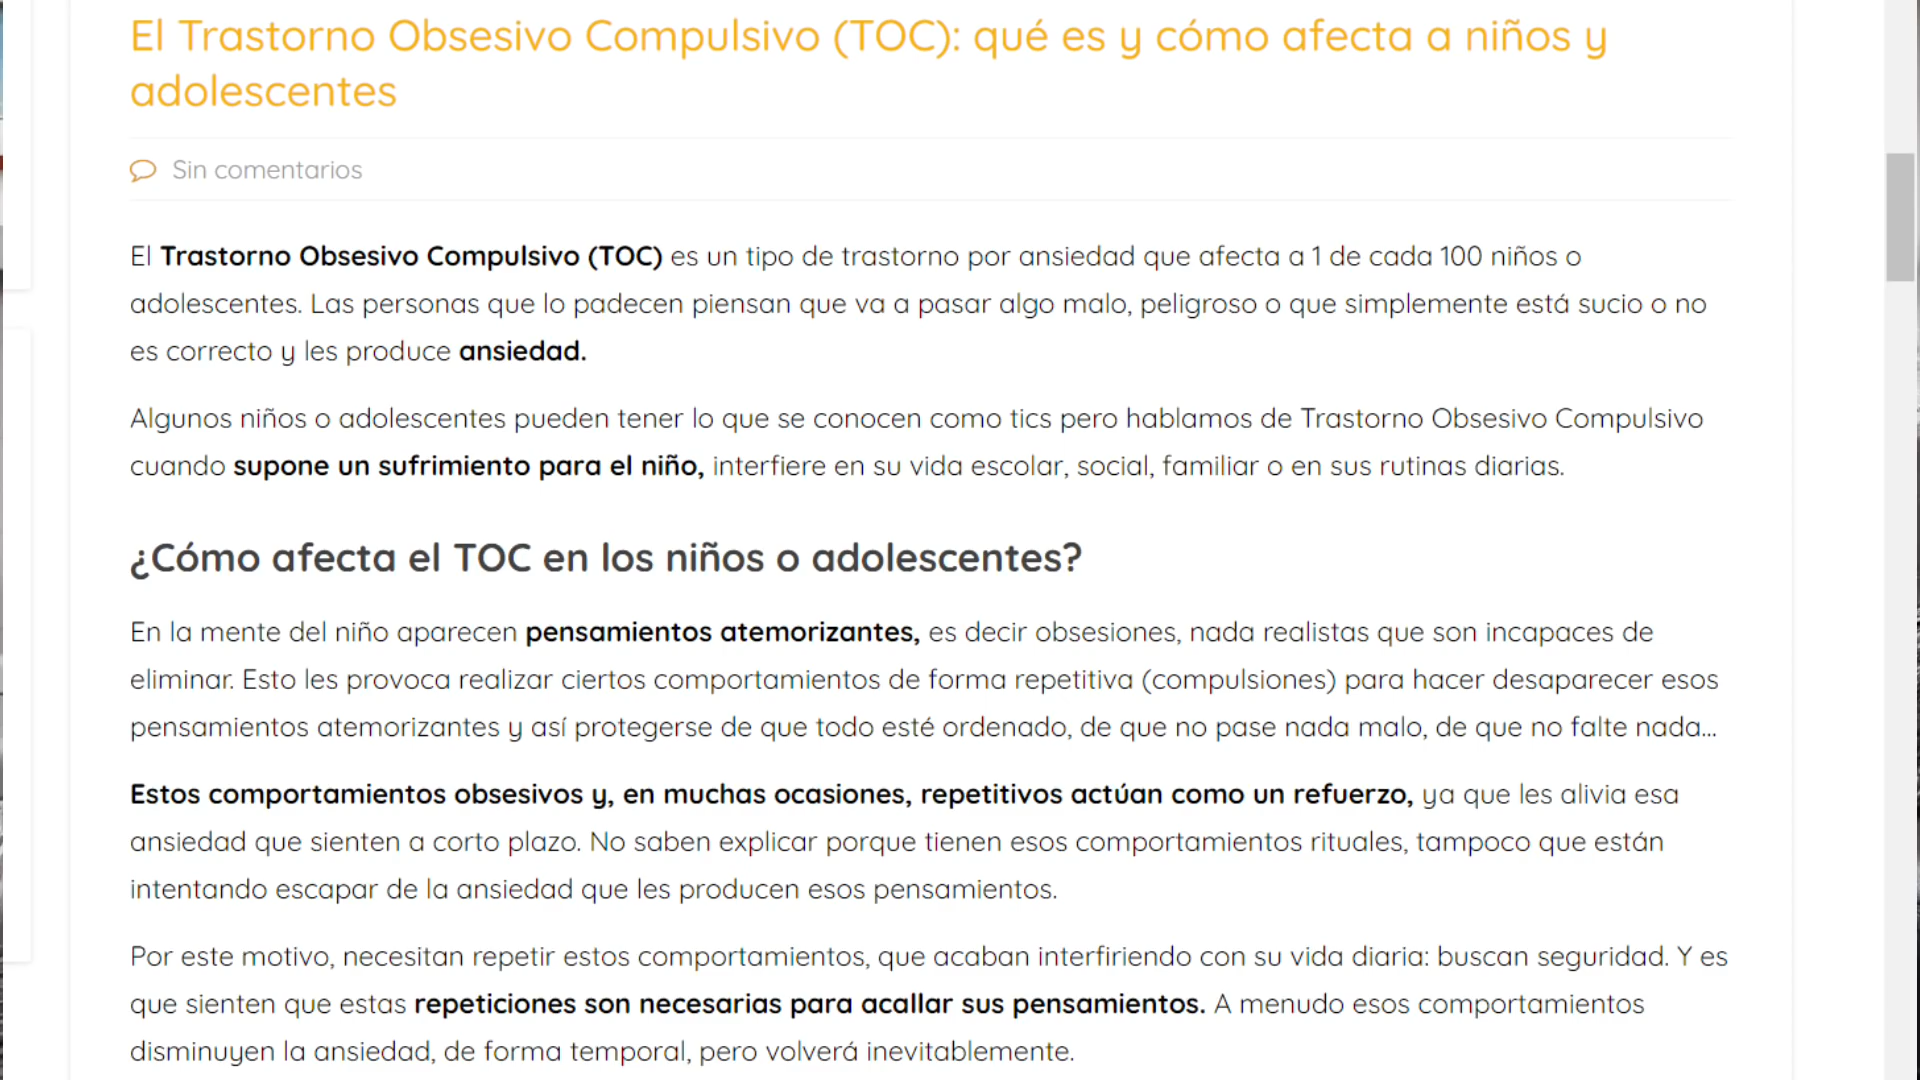 El Trastorno Obsesivo Compulsivo (TOC): qué es y cómo afecta a niños y
adolescentes
Sin comentarios
El Trastorno Obsesivo Compulsivo (TOC) es un tipo de trastorno por ansiedad que afecta a 1 de cada 100 niños o
adolescentes. Las personas que lo padecen piensan que va a pasar algo malo, peligroso o que simplemente está sucio o no
es correcto y les produce ansiedad.
Algunos niños o adolescentes pueden tener lo que se conocen como tics pero hablamos de Trastorno Obsesivo Compulsivo
cuando supone un sufrimiento para el niño, interfiere en su vida escolar, social, familiar o en sus rutinas diarias.
¿Cómo afecta el TOC en los niños o adolescentes?
En la mente del niño aparecen pensamientos atemorizantes, es decir obsesiones, nada realistas que son incapaces de
eliminar. Esto les provoca realizar ciertos comportamientos de forma repetitiva (compulsiones) para hacer desaparecer esos
pensamientos atemorizantes y así protegerse de que todo esté ordenado, de que no pase nada malo, de que no falte nada...
Estos comportamientos obsesivos y, en muchas ocasiones, repetitivos actúan como un refuerzo, ya que les alivia esa
ansiedad que sienten a corto plazo. No saben explicar porque tienen esos comportamientos rituales, tampoco que están
intentando escapar de la ansiedad que les producen esos pensamientos.
Por este motivo, necesitan repetir estos comportamientos, que acaban interfiriendo con su vida diaria: buscan seguridad. Y es
que sienten que estas repeticiones son necesarias para acallar sus pensamientos. A menudo esos comportamientos
disminuyen la ansiedad, de forma temporal, pero volverá inevitablemente.